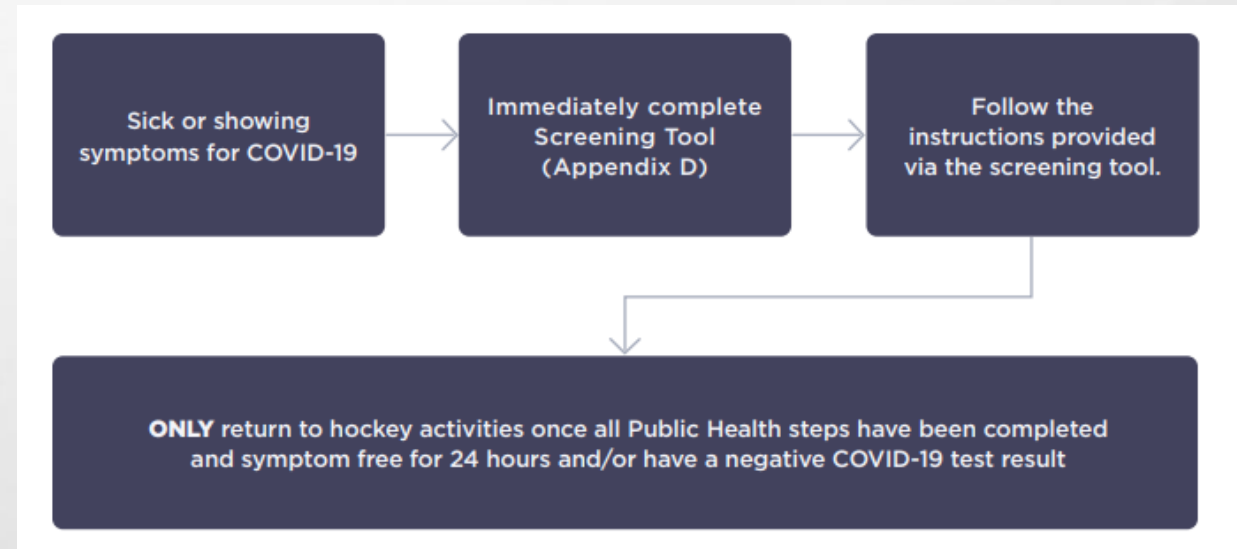 Sick or showing
symptoms for COVID-19
Immediately complete
Screening Tool
(Appendix D)
Follow the
instructions provided
via the screening tool.
ONLY return to hockey activities once all Public Health steps have been completed
and symptom free for 24 hours and/or have a negative COVID-19 test result